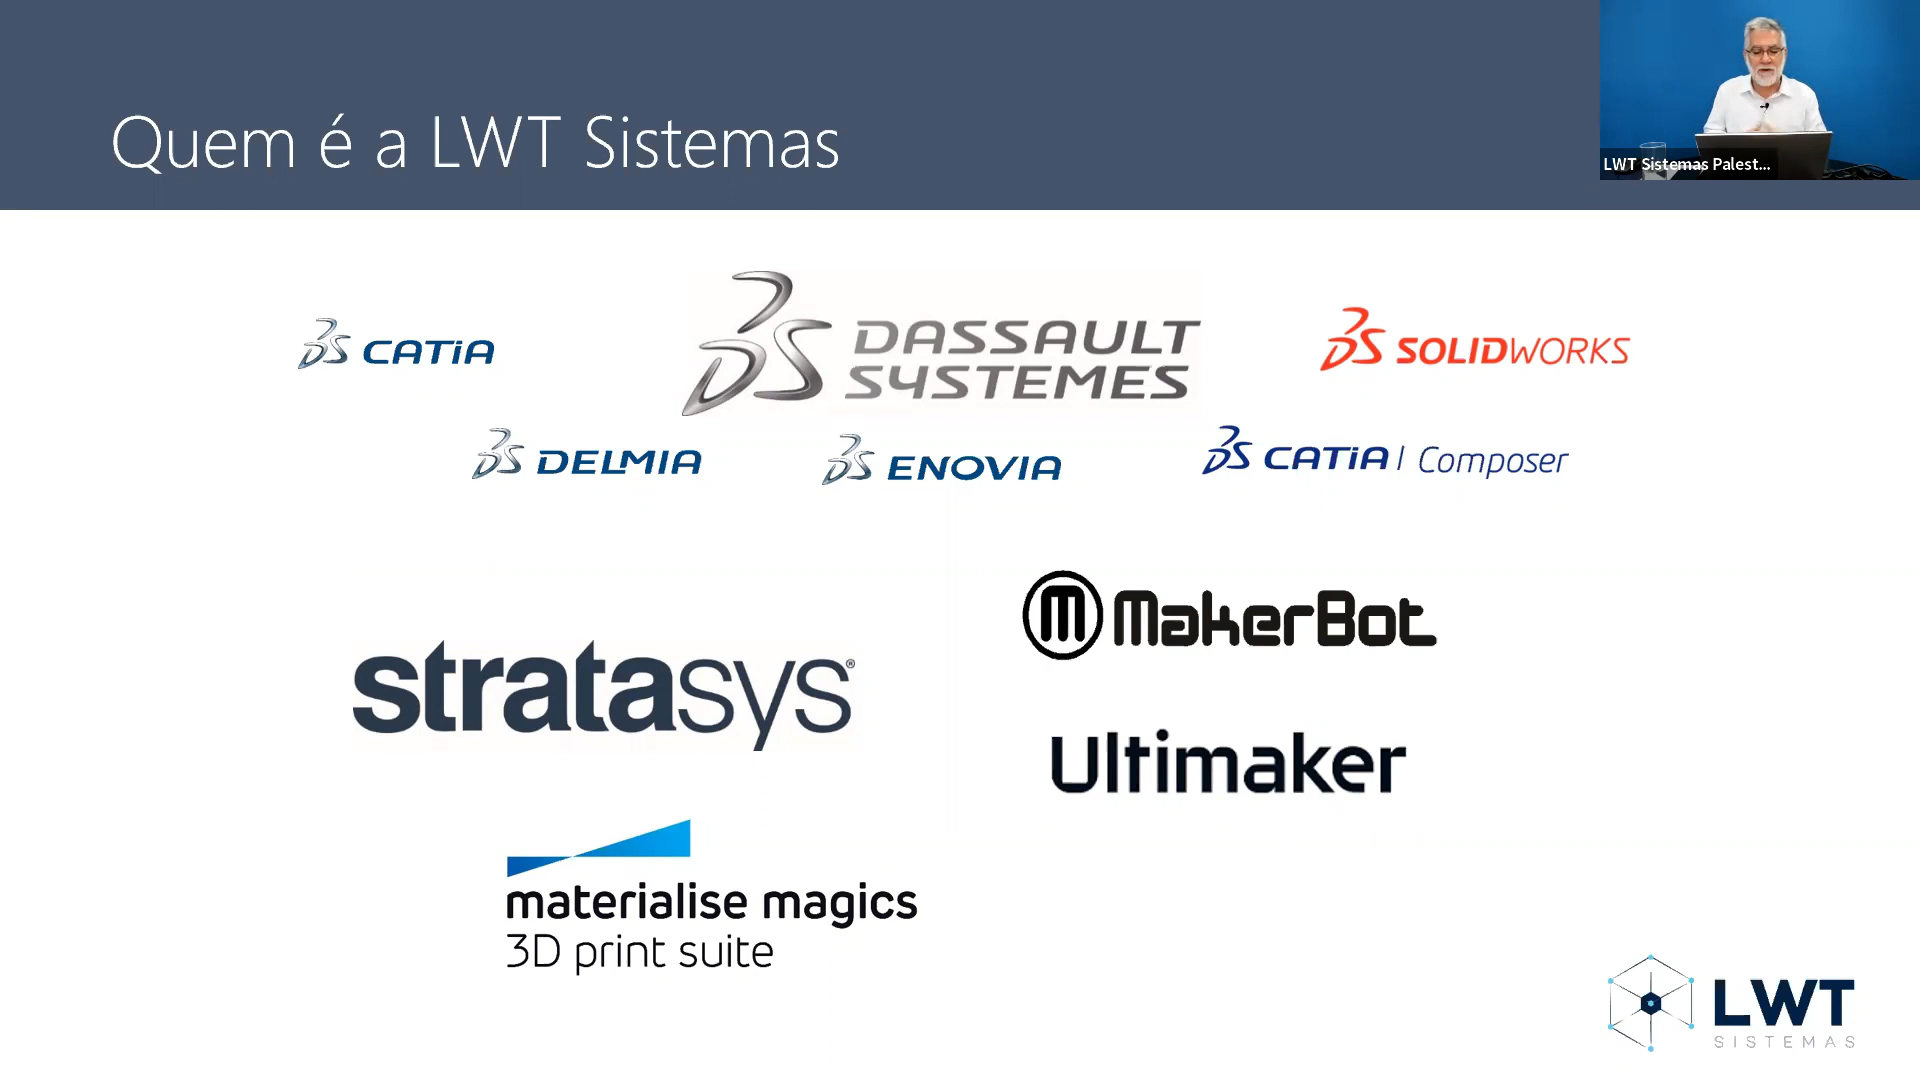 Quem é a LWT Sistemas
LWT Sistemas Palest...
CATIA
DASSAULT
SYSTEMES
SOLIDWORKS
DELMIA
ENOVIA
CATIA | Composer
MakerBot
stratasys®
Ultimaker
materialise magics
3D print suite
LWT
SISTEMAS